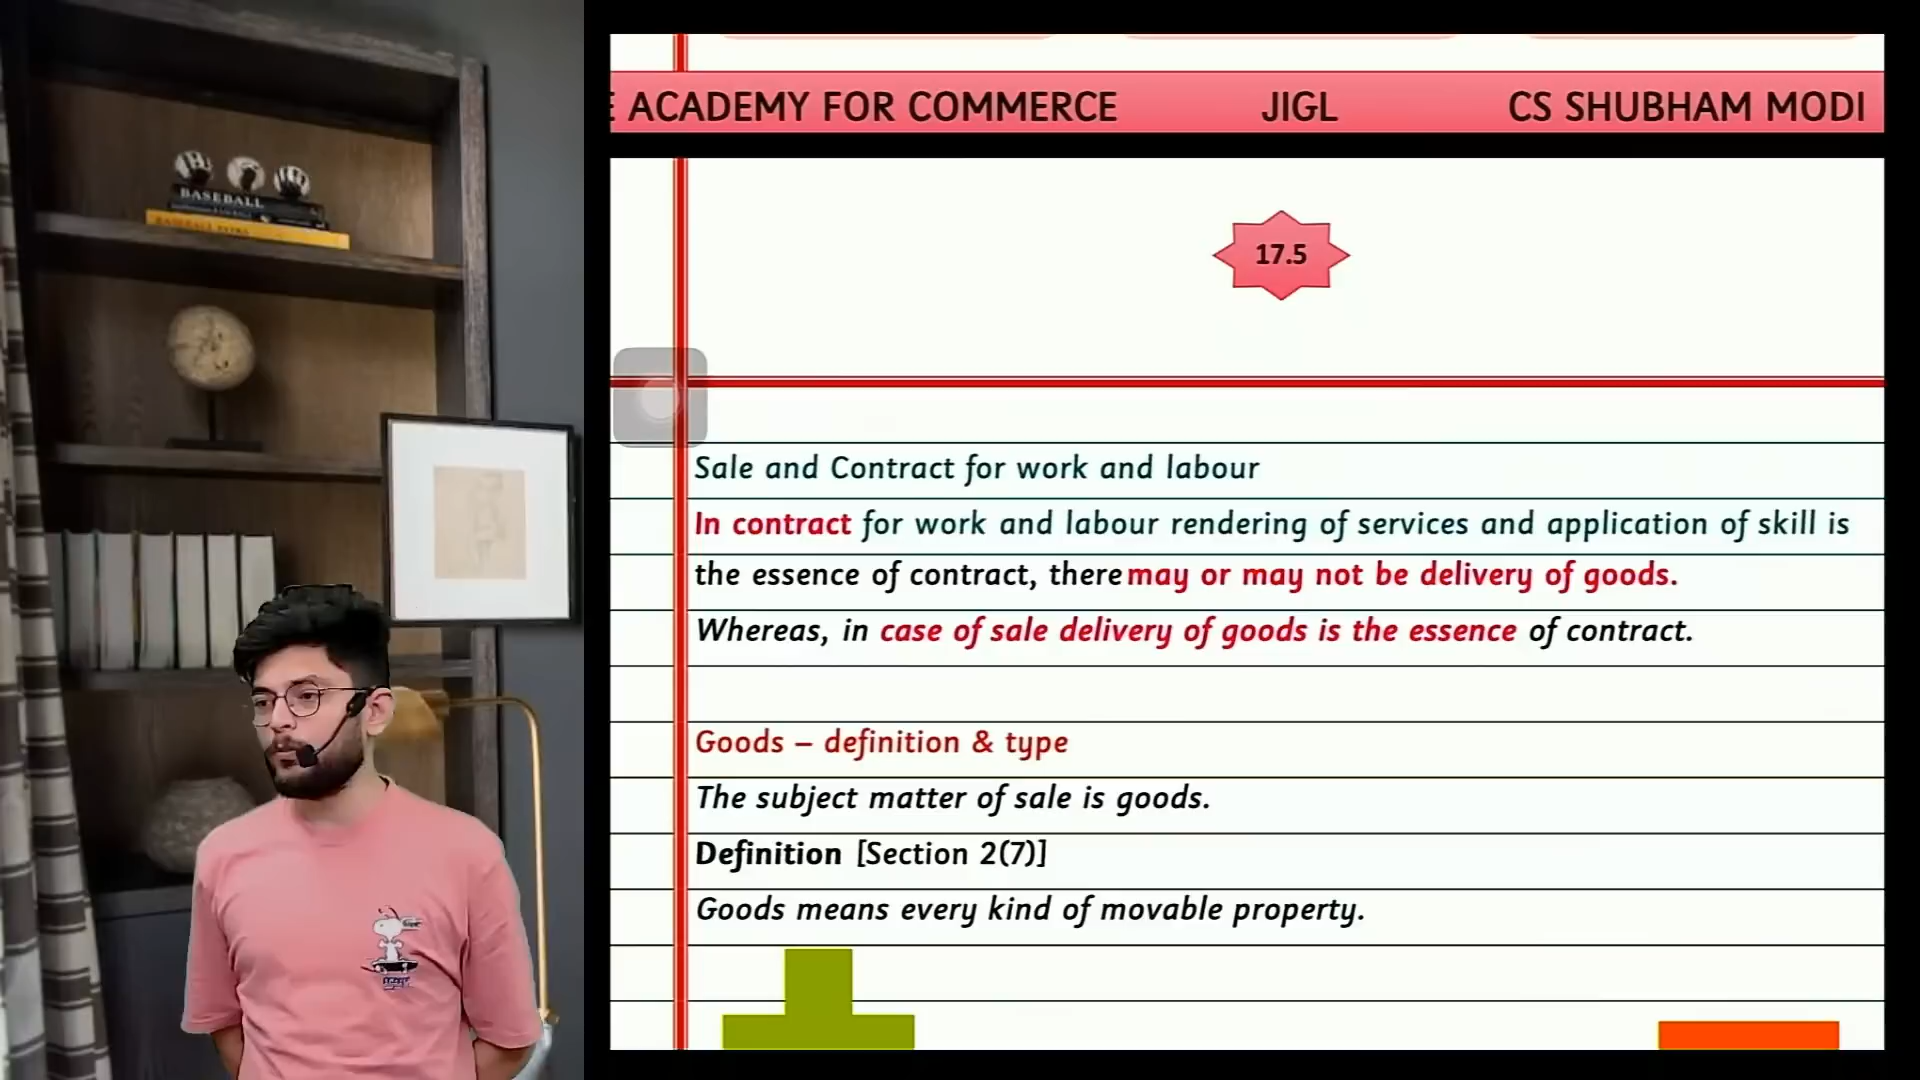 ACADEMY FOR COMMERCE JIGL CS SHUBHAM MODI
17.5
Sale and Contract for work and labour
In contract for work and labour rendering of services and application of skill is
the essence of contract, there may or may not be delivery of goods.
Whereas, in case of sale delivery of goods is the essence of contract.
Goods – definition & type
The subject matter of sale is goods.
Definition [Section 2(7)]
Goods means every kind of movable property.
BASEBALL